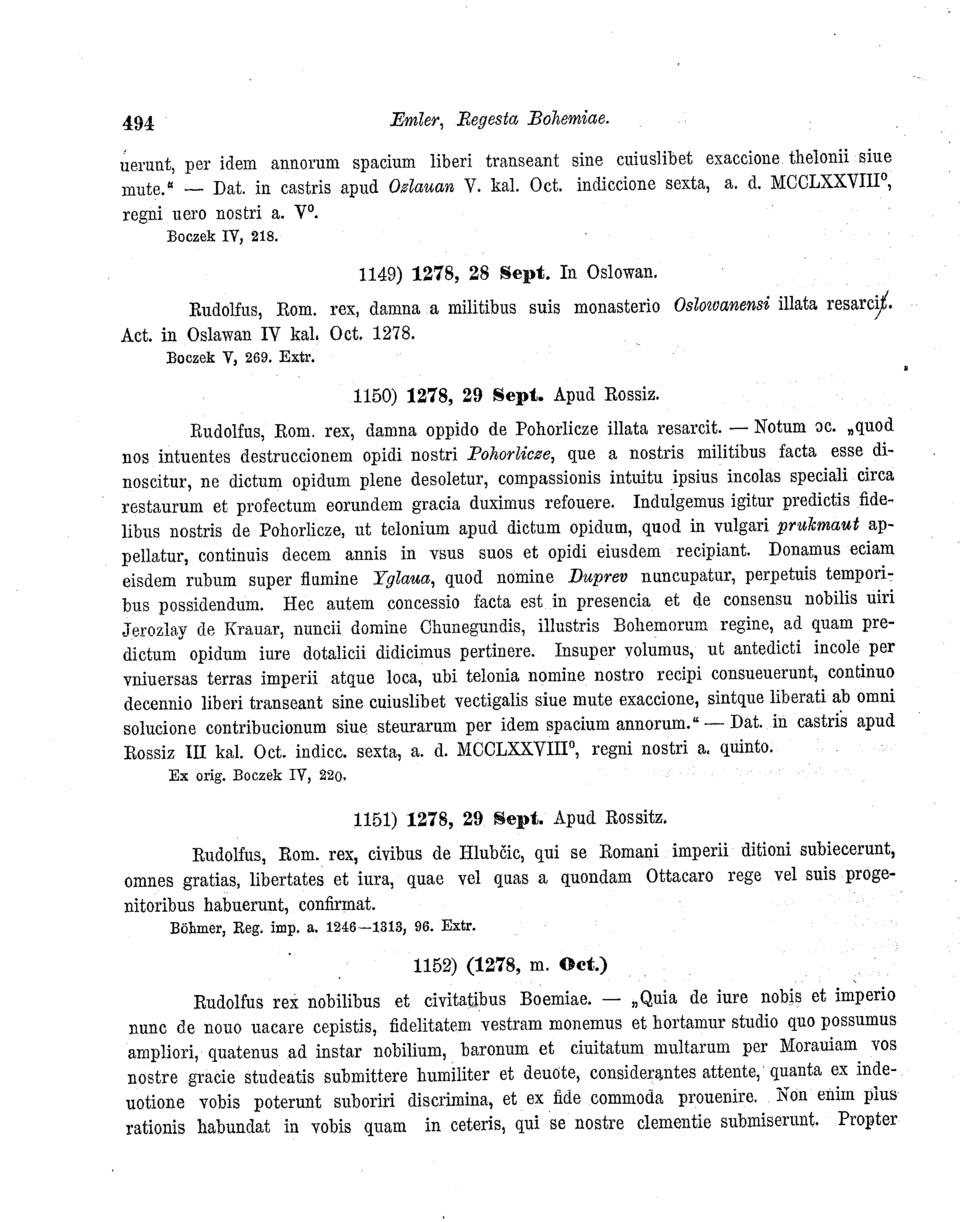 494 Emler, Regesta Bohemiae.
uerunt, per idem annorum spacium liberi transeant sine cuiuslibet exaccione thelonii siue
mute.“ — Dat. in castris apud Ozlauan V. kal. Oct. indiccione sexta, a. d. MCCLXXVIII⁰,
regni uero nostri a. V⁰.
Boczek IV, 218.
1149) 1278, 28 Sept. In Oslowan.
Rudolfus, Rom. rex, damna a militibus suis monasterio Oslowanensi illata resarcit.
Act. in Oslawan IV kal. Oct. 1278.
Boczek V, 269. Extr.
1150) 1278, 29 Sept. Apud Rossiz.
Rudolfus, Rom. rex, damna oppido de Pohorlicze illata resarcit. — Notum ɔc. „quod
nos intuentes destruccionem opidi nostri Pohorlicze, que a nostris militibus facta esse di-
noscitur, ne dictum opidum plene desoletur, compassionis intuitu ipsius incolas speciali circa
restaurum et profectum eorundem gracia duximus refouere. Indulgemus igitur predictis fide-
libus nostris de Pohorlicze, ut telonium apud dictum opidum, quod in vulgari prukmaut ap-
pellatur, continuis decem annis in vsus suos et opidi eiusdem recipiant. Donamus eciam
eisdem rubum super flumine Yglaua, quod nomine Duprev nuncupatur, perpetuis tempori-
bus possidendum. Hec autem concessio facta est in presencia et de consensu nobilis uiri
Jerozlay de Krauar, nuncii domine Chunegundis, illustris Bohemorum regine, ad quam pre-
dictum opidum iure dotalicii didicimus pertinere. Insuper volumus, ut antedicti incole per
vniuersas terras imperii atque loca, ubi telonia nomine nostro recipi consueuerunt, continuo
decennio liberi transeant sine cuiuslibet vectigalis siue mute exaccione, sintque liberati ab omni
solucione contribucionum siue steurarum per idem spacium annorum.“ — Dat. in castris apud
Rossiz III kal. Oct. indicc. sexta, a. d. MCCLXXVIII⁰, regni nostri a. quinto.
Ex orig. Boczek IV, 220.
1151) 1278, 29 Sept. Apud Rossitz.
Rudolfus, Rom. rex, civibus de Hlubčic, qui se Romani imperii ditioni subiecerunt,
omnes gratias, libertates et iura, quae vel quas a quondam Ottacaro rege vel suis proge-
nitoribus habuerunt, confirmat.
Böhmer, Reg. imp. a. 1246—1313, 96. Extr.
1152) (1278, m. Oct.)
Rudolfus rex nobilibus et civitatibus Boemiae. — „Quia de iure nobis et imperio
nunc de nouo uacare cepistis, fidelitatem vestram monemus et hortamur studio quo possumus
ampliori, quatenus ad instar nobilium, baronum et ciuitatum multarum per Morauiam vos
nostre gracie studeatis submittere humiliter et deuote, considerantes attente, quanta ex inde-
uotione vobis poterunt suboriri discrimina, et ex fide commoda prouenire. Non enim plus
rationis habundat in vobis quam in ceteris, qui se nostre clementie submiserunt. Propter